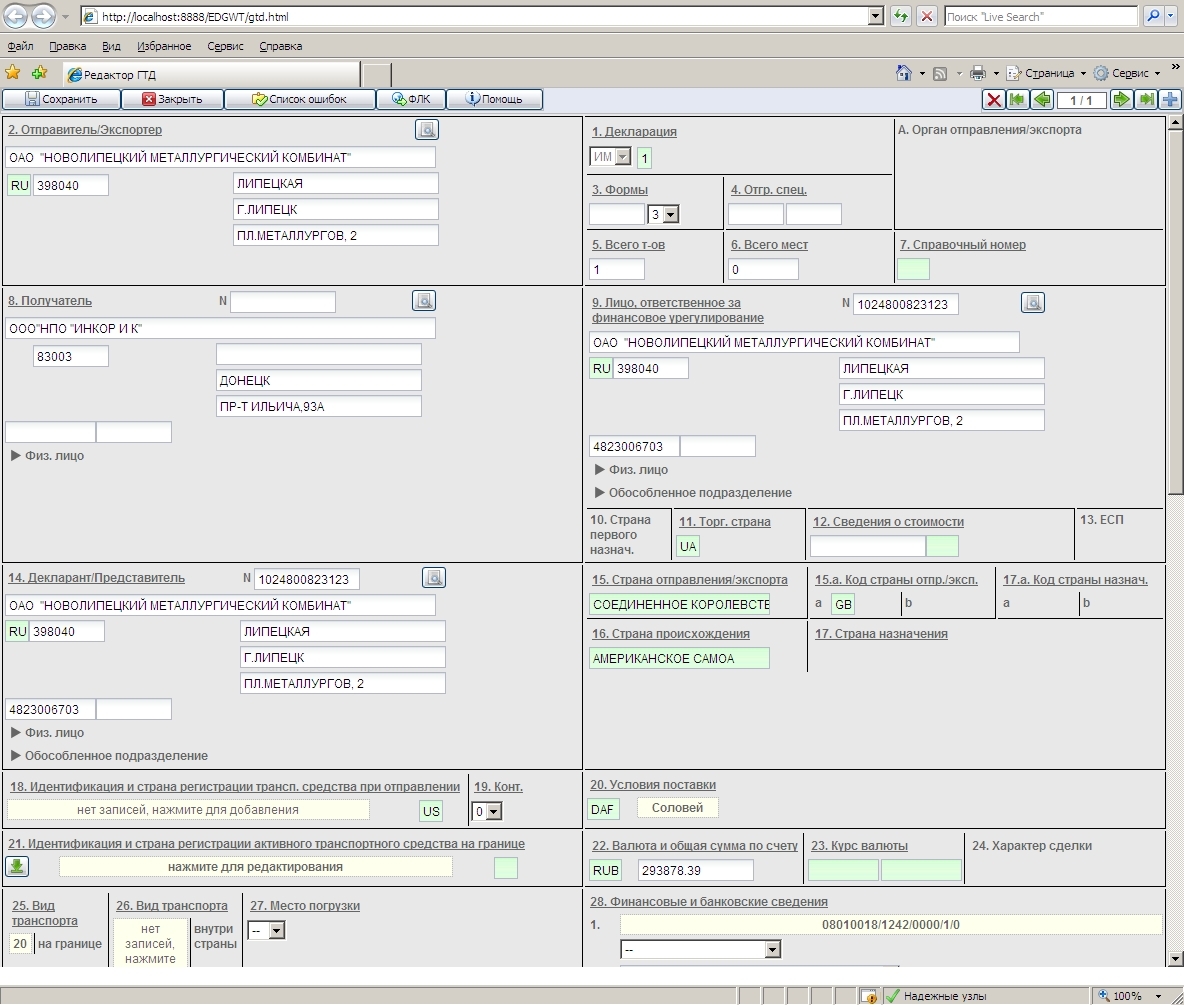 http://localhost:8888/EDGWT/gtd.html
Поиск "Live Search"
Файл Правка Вид Избранное Сервис Справка
Редактор ГТД
Страница Сервис »
Сохранить Закрыть Список ошибок ФЛК Помощь
1 / 1
2. Отправитель/Экспортер
ОАО "НОВОЛИПЕЦКИЙ МЕТАЛЛУРГИЧЕСКИЙ КОМБИНАТ"
RU 398040
ЛИПЕЦКАЯ
Г.ЛИПЕЦК
ПЛ.МЕТАЛЛУРГОВ, 2
1. Декларация
ИМ 1
А. Орган отправления/экспорта
3. Формы
3
4. Отгр. спец.
5. Всего т-ов
1
6. Всего мест
0
7. Справочный номер
8. Получатель N
ООО"НПО "ИНКОР И К"
83003
ДОНЕЦК
ПР-Т ИЛЬИЧА,93А
Физ. лицо
9. Лицо, ответственное за
финансовое урегулирование
N 1024800823123
ОАО "НОВОЛИПЕЦКИЙ МЕТАЛЛУРГИЧЕСКИЙ КОМБИНАТ"
RU 398040
ЛИПЕЦКАЯ
Г.ЛИПЕЦК
ПЛ.МЕТАЛЛУРГОВ, 2
4823006703
Физ. лицо
Обособленное подразделение
10. Страна
первого
назнач.
11. Торг. страна
UA
12. Сведения о стоимости
13. ЕСП
14. Декларант/Представитель N 1024800823123
ОАО "НОВОЛИПЕЦКИЙ МЕТАЛЛУРГИЧЕСКИЙ КОМБИНАТ"
RU 398040
ЛИПЕЦКАЯ
Г.ЛИПЕЦК
ПЛ.МЕТАЛЛУРГОВ, 2
4823006703
Физ. лицо
Обособленное подразделение
15. Страна отправления/экспорта
СОЕДИНЕННОЕ КОРОЛЕВСТЕ
15.a. Код страны отпр./эксп.
a GB b
17.a. Код страны назнач.
a b
16. Страна происхождения
АМЕРИКАНСКОЕ САМОА
17. Страна назначения
18. Идентификация и страна регистрации трансп. средства при отправлении
нет записей, нажмите для добавления US
19. Конт.
0
20. Условия поставки
DAF Соловей
21. Идентификация и страна регистрации активного транспортного средства на границе
нажмите для редактирования
22. Валюта и общая сумма по счету
RUB 293878.39
23. Курс валюты
24. Характер сделки
25. Вид
транспорта
20 на границе
26. Вид транспорта
нет
записей,
нажмите
внутри
страны
27. Место погрузки
--
28. Финансовые и банковские сведения
1. 08010018/1242/0000/1/0
--
Надежные узлы
100%